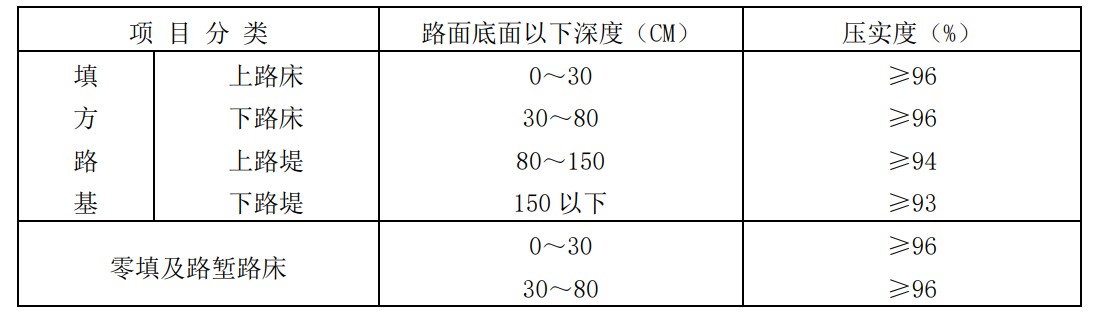 项 目 分 类 路面底面以下深度（CM） 压实度（%）
填 上路床 0～30 ≥96
方 下路床 30～80 ≥96
路 上路堤 80～150 ≥94
基 下路堤 150 以下 ≥93
零填及路堑路床 0～30 ≥96
30～80 ≥96